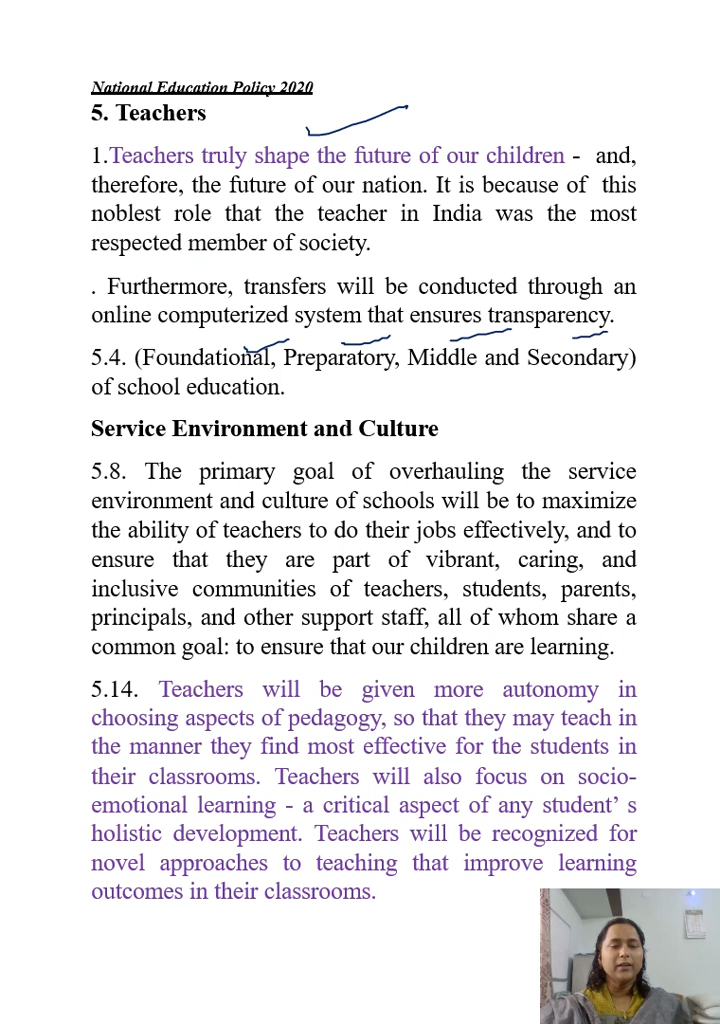 National Education Policy 2020
5. Teachers
1.Teachers truly shape the future of our children - and,
therefore, the future of our nation. It is because of this
noblest role that the teacher in India was the most
respected member of society.
. Furthermore, transfers will be conducted through an
online computerized system that ensures transparency.
5.4. (Foundational, Preparatory, Middle and Secondary)
of school education.
Service Environment and Culture
5.8. The primary goal of overhauling the service
environment and culture of schools will be to maximize
the ability of teachers to do their jobs effectively, and to
ensure that they are part of vibrant, caring, and
inclusive communities of teachers, students, parents,
principals, and other support staff, all of whom share a
common goal: to ensure that our children are learning.
5.14. Teachers will be given more autonomy in
choosing aspects of pedagogy, so that they may teach in
the manner they find most effective for the students in
their classrooms. Teachers will also focus on socio-
emotional learning - a critical aspect of any student’ s
holistic development. Teachers will be recognized for
novel approaches to teaching that improve learning
outcomes in their classrooms.